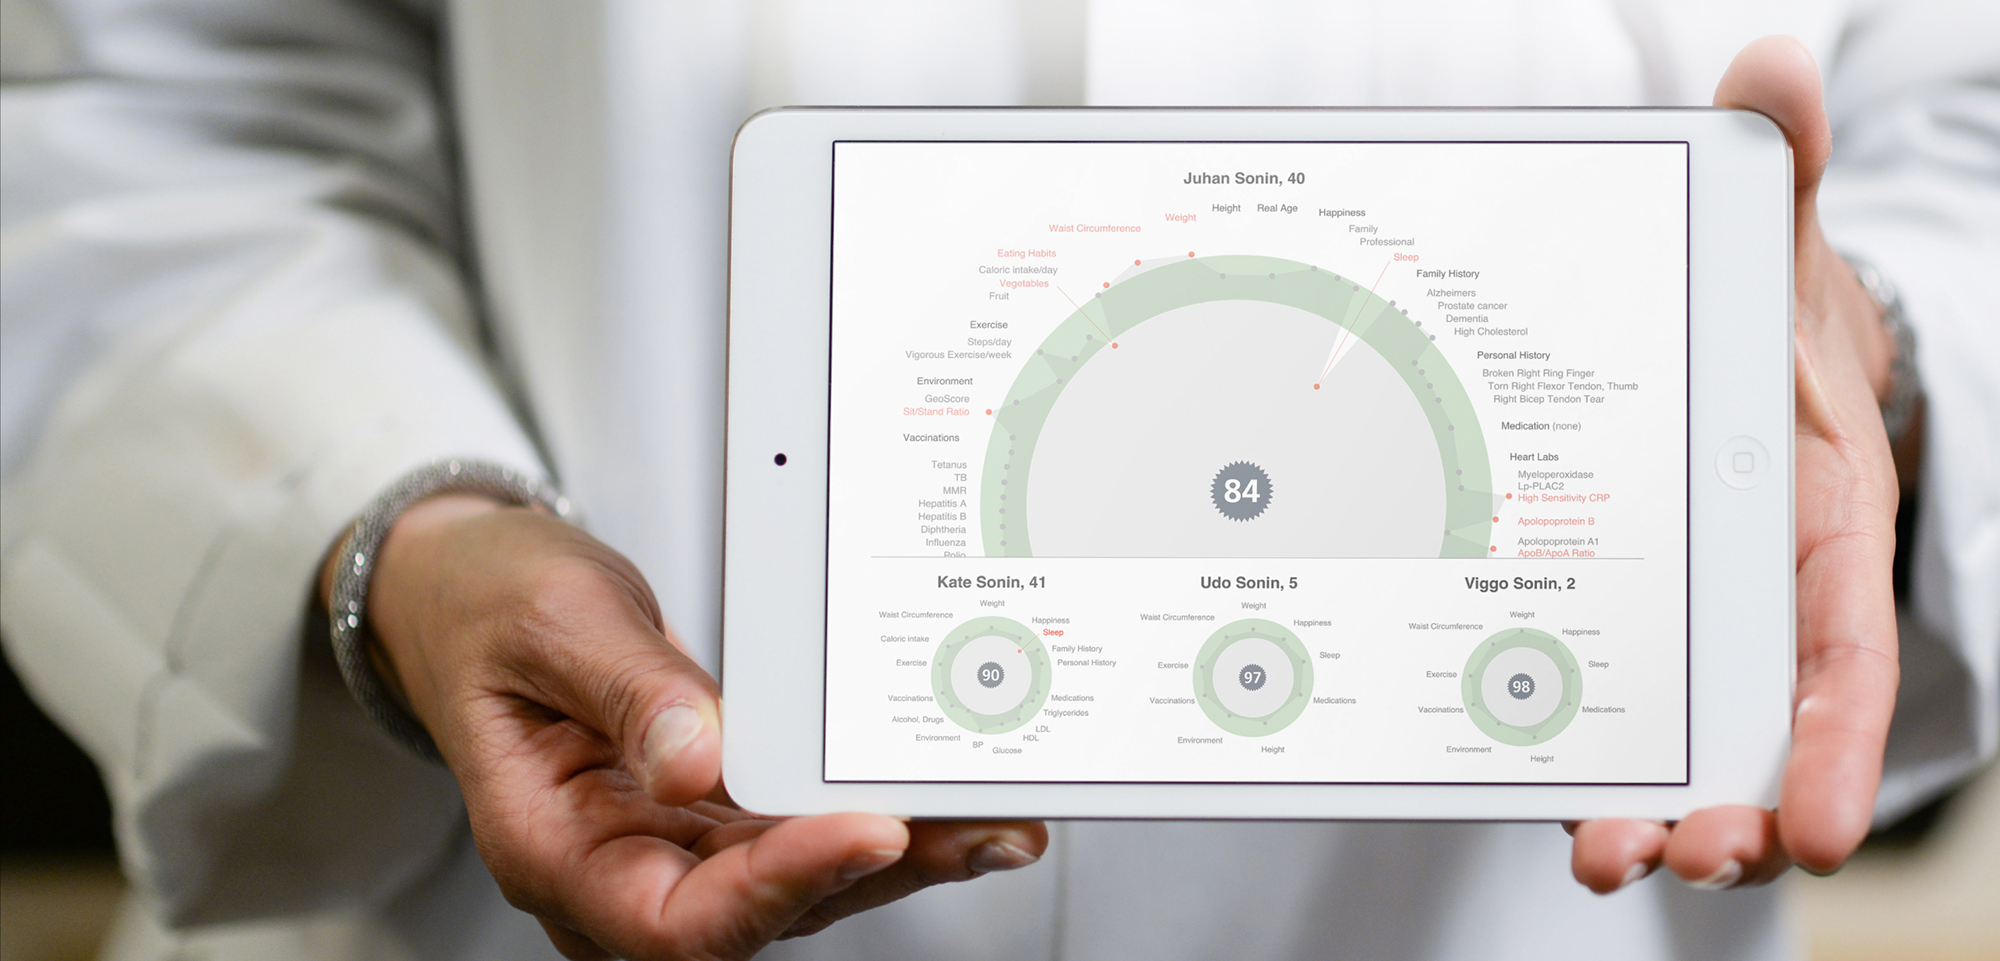 Juhan Sonin, 40
Height
Real Age
Weight
Waist Circumference
Eating Habits
Caloric intake/day
Vegetables
Fruit
Exercise
Steps/day
Vigorous Exercise/week
Environment
GeoScore
Sit/Stand Ratio
Vaccinations
Tetanus
TB
MMR
Hepatitis A
Hepatitis B
Diphtheria
Influenza
Polio
Happiness
Family
Professional
Sleep
Family History
Alzheimers
Prostate cancer
Dementia
High Cholesterol
Personal History
Broken Right Ring Finger
Torn Right Flexor Tendon, Thumb
Right Bicep Tendon Tear
Medication (none)
Heart Labs
Myeloperoxidase
Lp-PLAC2
High Sensitivity CRP
Apolopoprotein B
Apolopoprotein A1
ApoB/ApoA Ratio
84
Kate Sonin, 41
Weight
Waist Circumference
Caloric intake
Exercise
Vaccinations
Alcohol, Drugs
Environment
BP
Glucose
HDL
LDL
Triglycerides
Medications
Personal History
Family History
Sleep
Happiness
90
Udo Sonin, 5
Weight
Waist Circumference
Happiness
Exercise
Sleep
Vaccinations
Medications
Environment
Height
97
Viggo Sonin, 2
Weight
Waist Circumference
Happiness
Exercise
Sleep
Vaccinations
Medications
Environment
Height
98